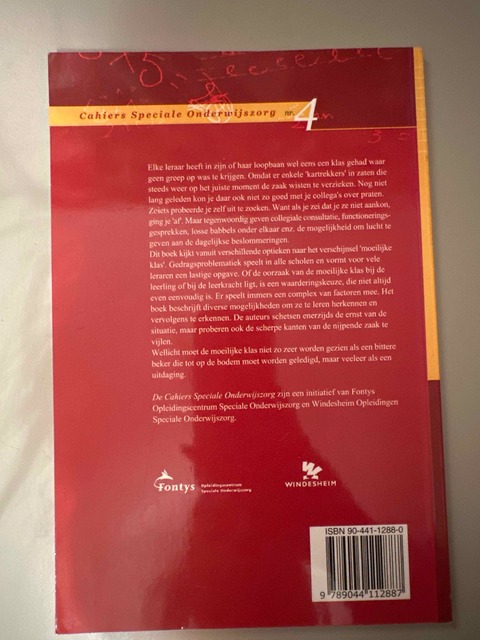 Cahiers Speciale Onderwijszorg nr. 4
Elke leraar heeft in zijn of haar loopbaan wel eens een klas gehad waar
geen greep op was te krijgen. Omdat er enkele 'kartrekkers' in zaten die
steeds weer op het juiste moment de zaak wisten te verzieken. Nog niet
lang geleden kon je daar ook niet zo goed met je collega's over praten.
Zoiets probeerde je zelf uit te zoeken. Want als je zei dat je ze niet aankon,
ging je 'af'. Maar tegenwoordig geven collegiale consultatie, functionerings-
gesprekken, losse babbels onder elkaar enz. de mogelijkheid om lucht te
geven aan de dagelijkse beslommeringen.
Dit boek kijkt vanuit verschillende optieken naar het verschijnsel 'moeilijke
klas'. Gedragsproblematiek speelt in alle scholen en vormt voor vele
leraren een lastige opgave. Of de oorzaak van de moeilijke klas bij de
leerling of bij de leerkracht ligt, is een waarderingskeuze, die niet altijd
even eenvoudig is. Er speelt immers een complex van factoren mee. Het
boek beschrijft diverse mogelijkheden om ze te leren herkennen en
vervolgens te erkennen. De auteurs schetsen enerzijds de ernst van de
situatie, maar proberen ook de scherpe kanten van de nijpende zaak te
vijlen.
Wellicht moet de moeilijke klas niet zo zeer worden gezien als een bittere
beker die tot op de bodem moet worden geledigd, maar veeleer als een
uitdaging.
De Cahiers Speciale Onderwijszorg zijn een initiatief van Fontys
Opleidingscentrum Speciale Onderwijszorg en Windesheim Opleidingen
Speciale Onderwijszorg.
Fontys
Opleidingscentrum
Speciale Onderwijszorg
WINDESHEIM
ISBN 90-441-1288-0
9 789044 112887